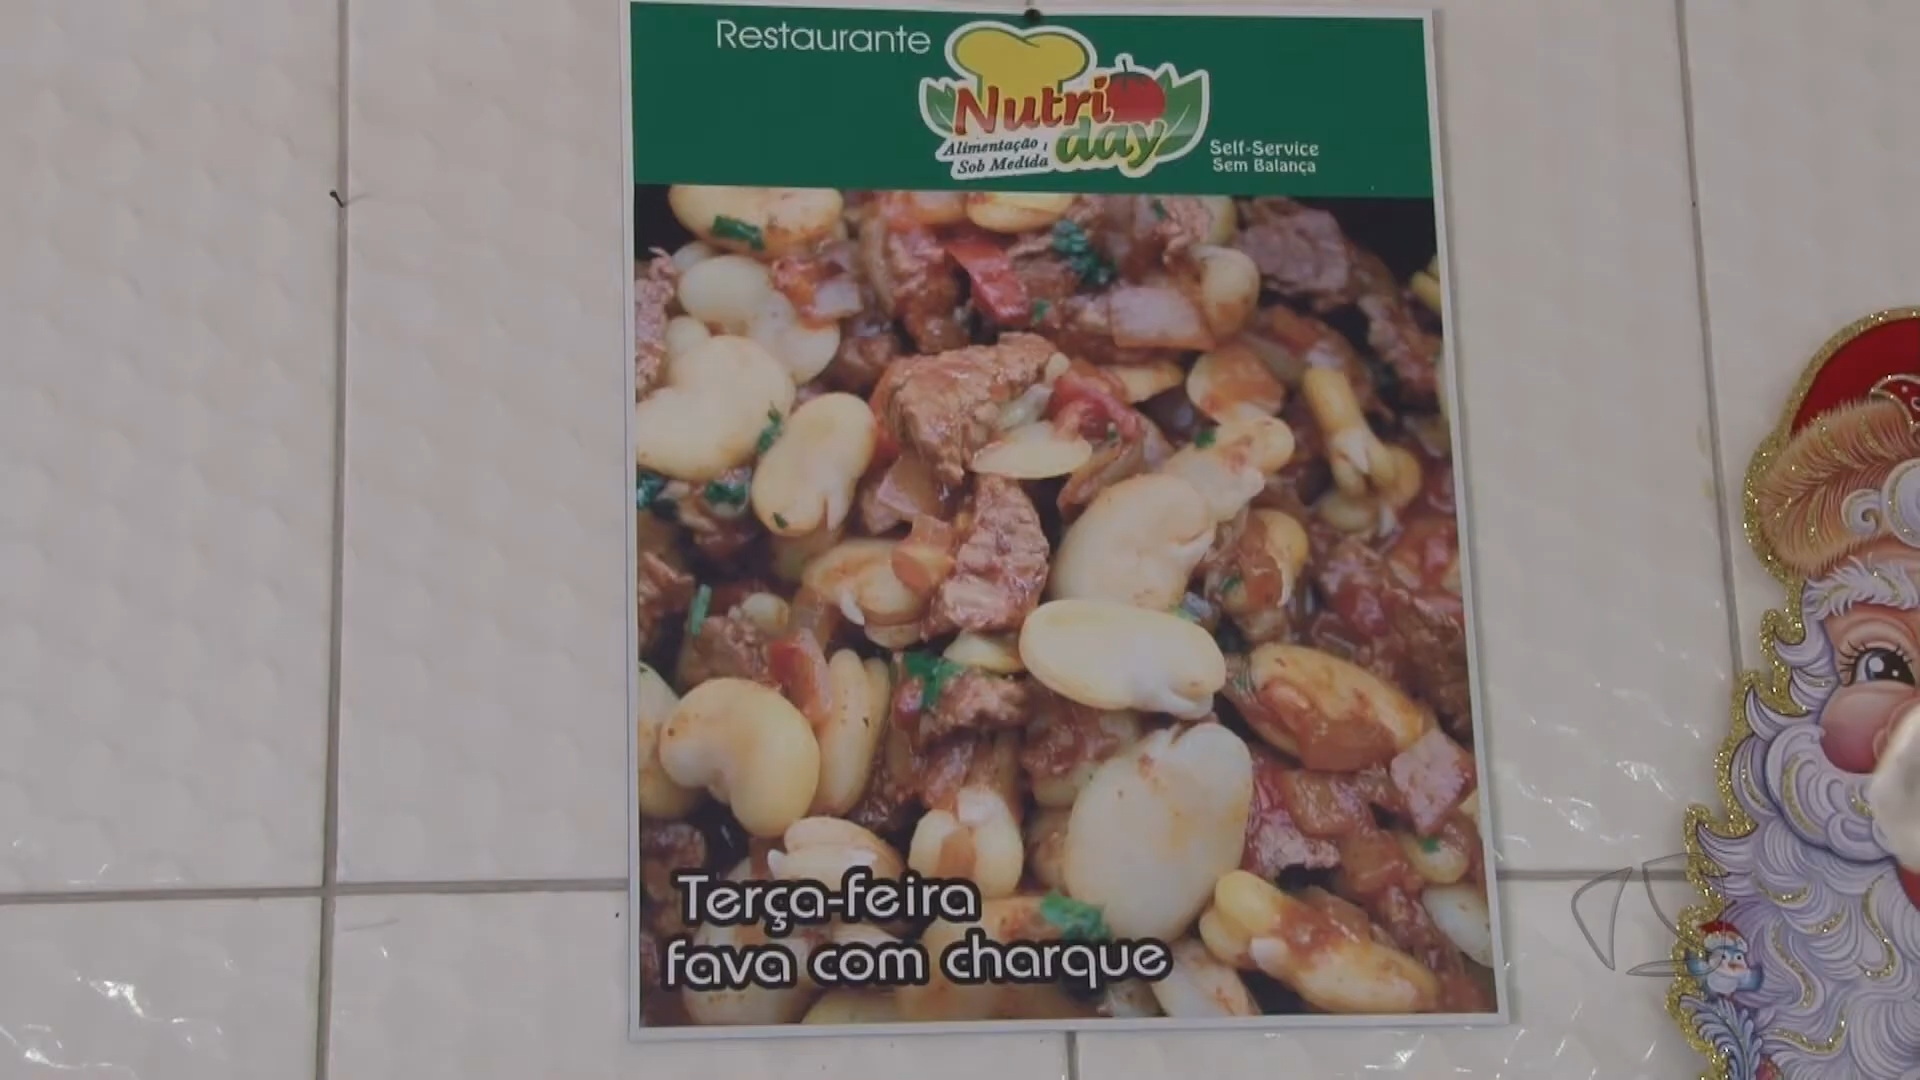 Restaurante
Nutri
day
Alimentação
Sob Medida
Self-Service
Sem Balança
Terça-feira
fava com charque